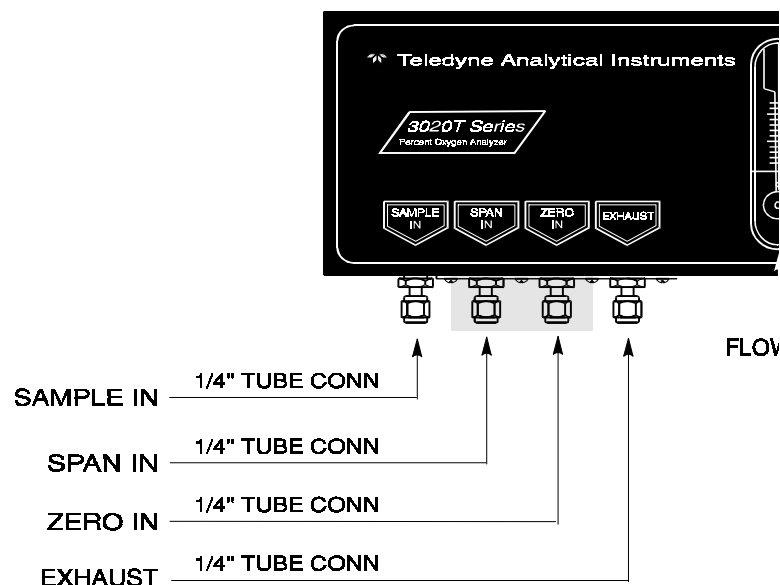 Teledyne Analytical Instruments
3020T Series
Percent Oxygen Analyzer
SAMPLE
IN
SPAN
IN
ZERO
IN
EXHAUST
FLOW
1/4" TUBE CONN
SAMPLE IN
1/4" TUBE CONN
SPAN IN
1/4" TUBE CONN
ZERO IN
1/4" TUBE CONN
EXHAUST